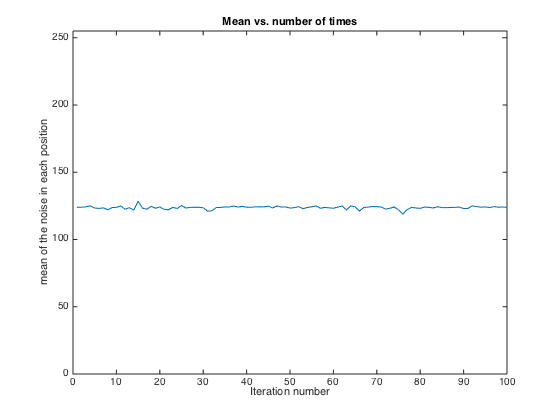 Mean vs. number of times
mean of the noise in each position
250
200
150
100
50
0
0 10 20 30 40 50 60 70 80 90 100
Iteration number